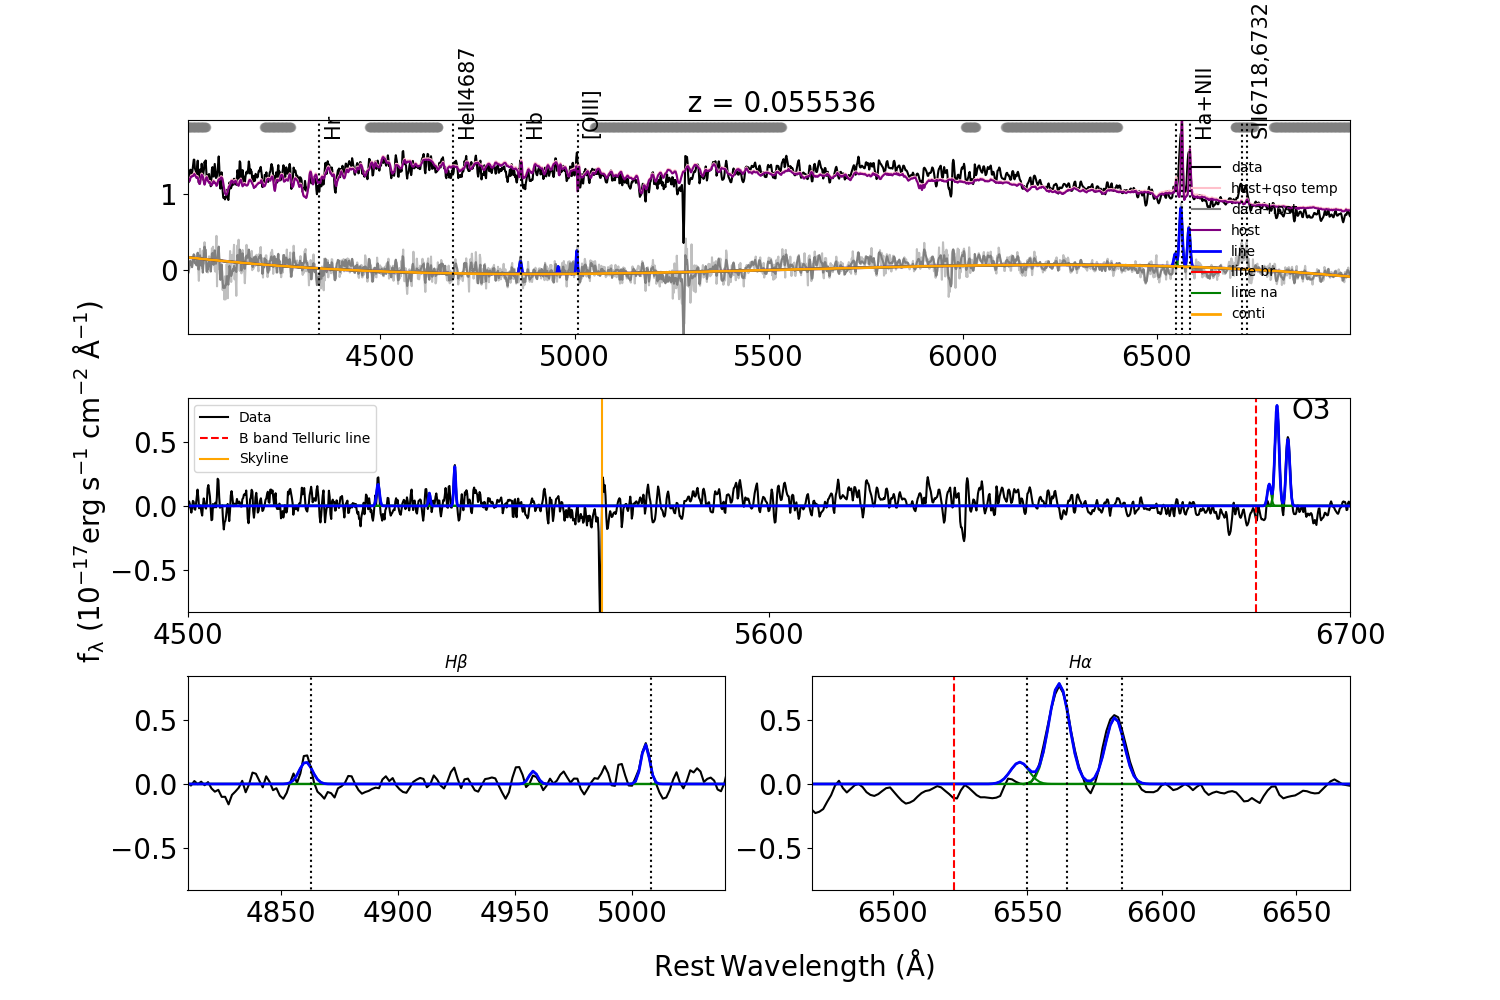 z = 0.055536
Hr
HeII4687
Hb
[OIII]
Ha+NII
SII6718,6732
data
host+qso temp
data-host
host
line
line br
line na
conti
1
0
4500 5000 5500 6000 6500
Data
B band Telluric line
Skyline
O3
0.5
0.0
−0.5
4500 5600 6700
fλ (10⁻¹⁷erg s⁻¹ cm⁻² Å⁻¹)
Hβ
0.5
0.0
−0.5
4850 4900 4950 5000
Hα
0.5
0.0
−0.5
6500 6550 6600 6650
Rest Wavelength (Å)